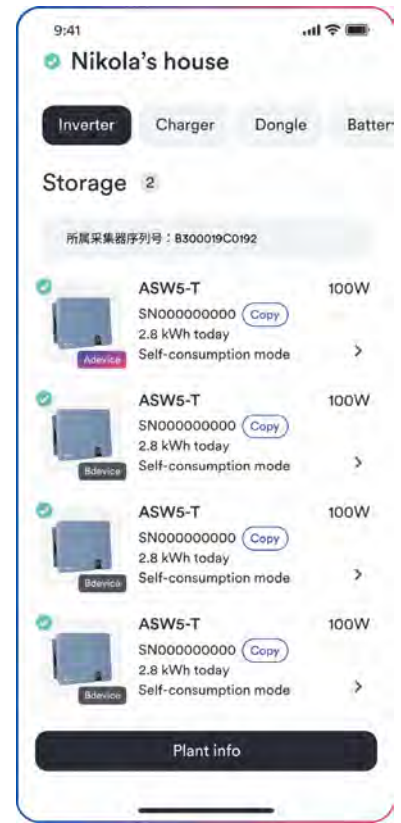 9:41
Nikola's house
Inverter Charger Dongle Batter
Storage 2
所属采集器序列号：B300019C0192
ASW5-T 100W
SN000000000 Copy
2.8 kWh today
Adevice Self-consumption mode
ASW5-T 100W
SN000000000 Copy
2.8 kWh today
Bdevice Self-consumption mode
ASW5-T 100W
SN000000000 Copy
2.8 kWh today
Bdevice Self-consumption mode
ASW5-T 100W
SN000000000 Copy
2.8 kWh today
Bdevice Self-consumption mode
Plant info